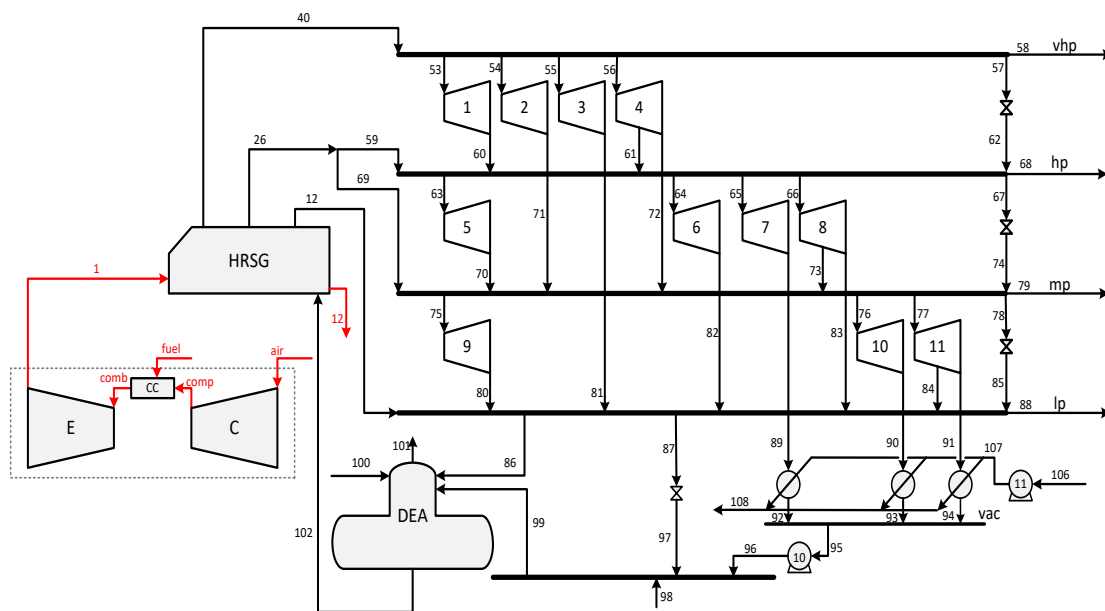 40
58 vhp
53 54 55 56 57
1 2 3 4
26 59 60 61 62
68 hp
69
12 63 64 65 66 67
71 72
HRSG 5 6 7 8
1 70 73 74
79 mp
12 75 76 77 78
fuel air 82 83
comb CC comp 9 10 11
84 85
80 81
E C 88 lp
101 87 89 90 91 107
86
100 11 106
DEA 99 108
92 93 94 vac
102 97 96 95
10
98